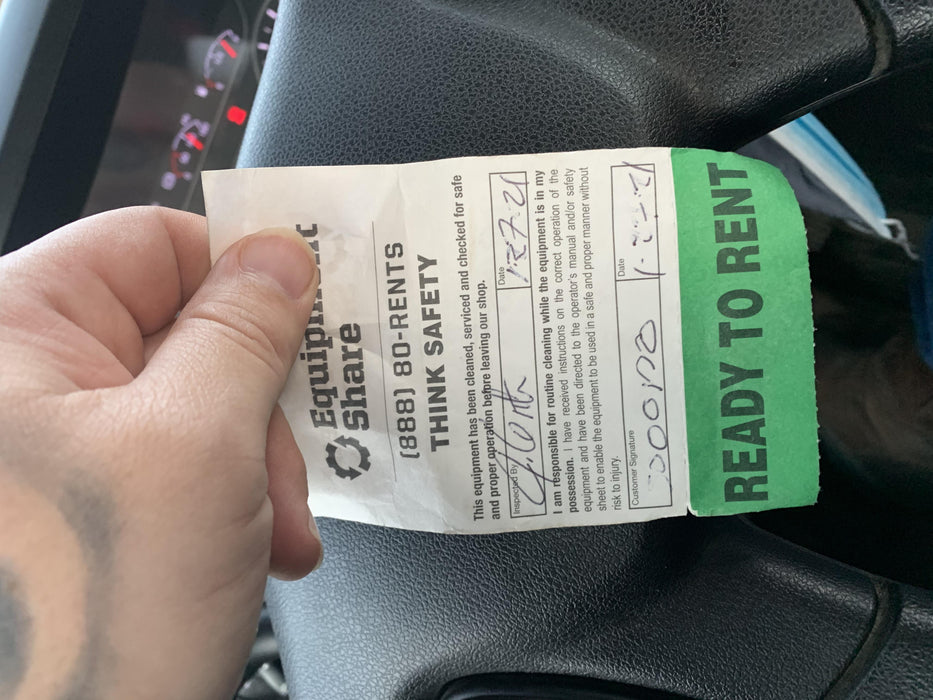 Equipment
Share
(888) 80-RENTS
THINK SAFETY
This equipment has been cleaned, serviced and checked for safe
and proper operation before leaving our shop.
Inspected By
Date
1-27-21
I am responsible for routine cleaning while the equipment is in my
possession. I have received instructions on the correct operation of the
equipment and have been directed to the operator's manual and/or safety
sheet to enable the equipment to be used in a safe and proper manner without
risk to injury.
Customer Signature
Date
READY TO RENT